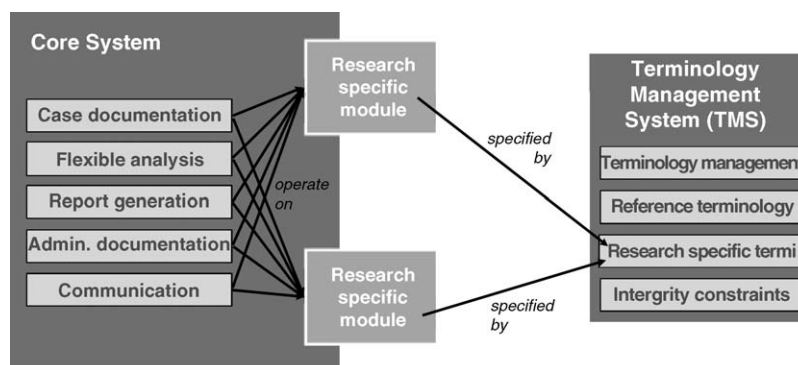 Core System
Case documentation
Flexible analysis
Report generation
Admin. documentation
Communication
operate
on
Research
specific
module
Research
specific
module
specified
by
specified
by
Terminology
Management
System (TMS)
Terminology management
Reference terminology
Research specific termi
Intergrity constraints